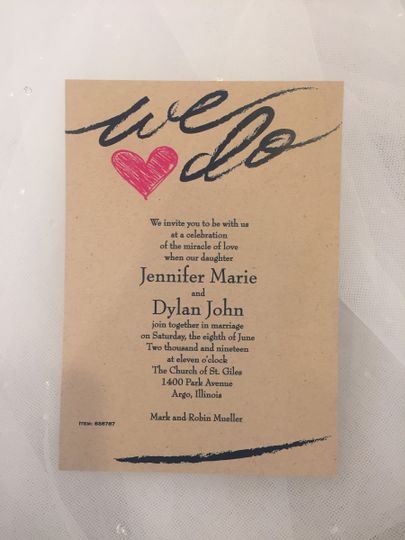 we
do
We invite you to be with us
at a celebration
of the miracle of love
when our daughter
Jennifer Marie
and
Dylan John
join together in marriage
on Saturday, the eighth of June
Two thousand and nineteen
at eleven o'clock
The Church of St. Giles
1400 Park Avenue
Argo, Illinois
Mark and Robin Mueller
ITEM: 658767